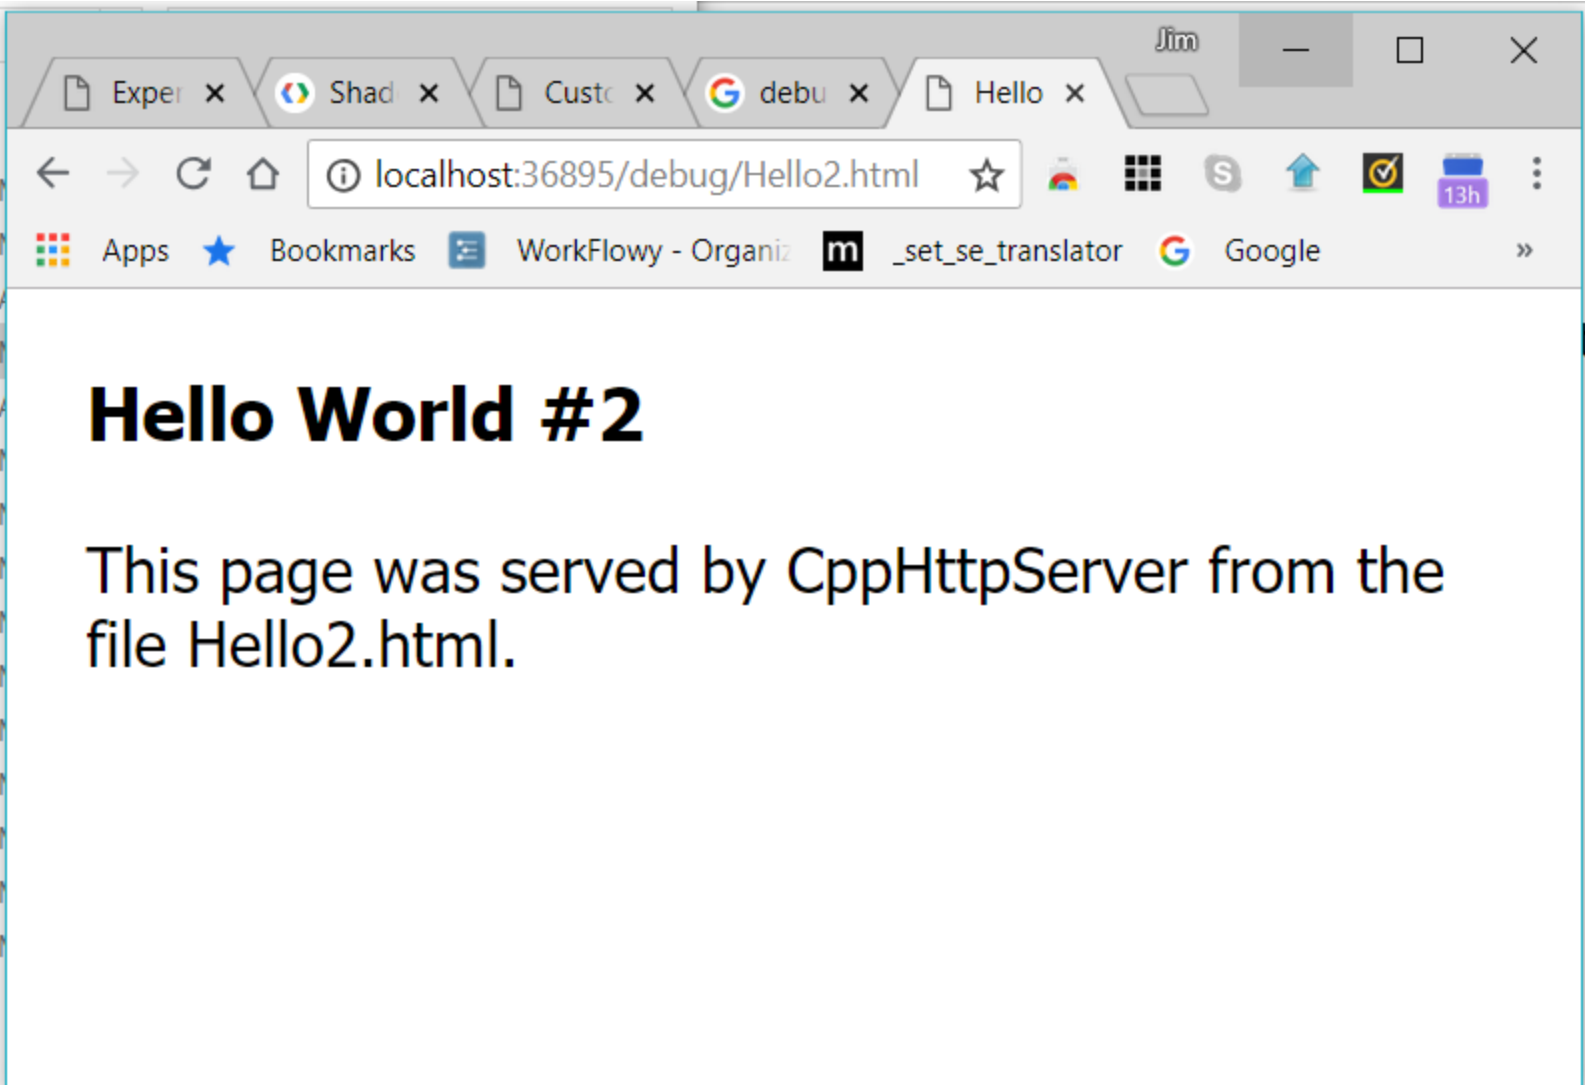 Jim
Exper
Shad
Custo
debu
Hello
localhost:36895/debug/Hello2.html
13h
Apps
Bookmarks
WorkFlowy - Organiz
m
_set_se_translator
Google
»
Hello World #2
This page was served by CppHttpServer from the
file Hello2.html.